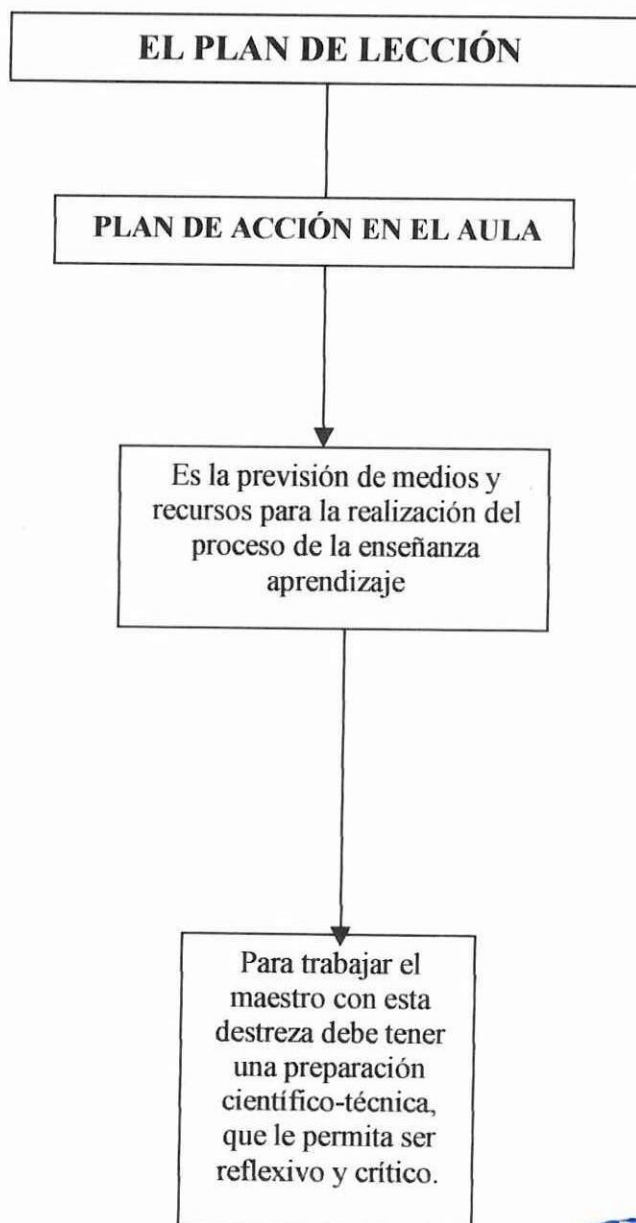 EL PLAN DE LECCIÓN
PLAN DE ACCIÓN EN EL AULA
Es la previsión de medios y
recursos para la realización del
proceso de la enseñanza
aprendizaje
Para trabajar el
maestro con esta
destreza debe tener
una preparación
científico-técnica,
que le permita ser
reflexivo y crítico.